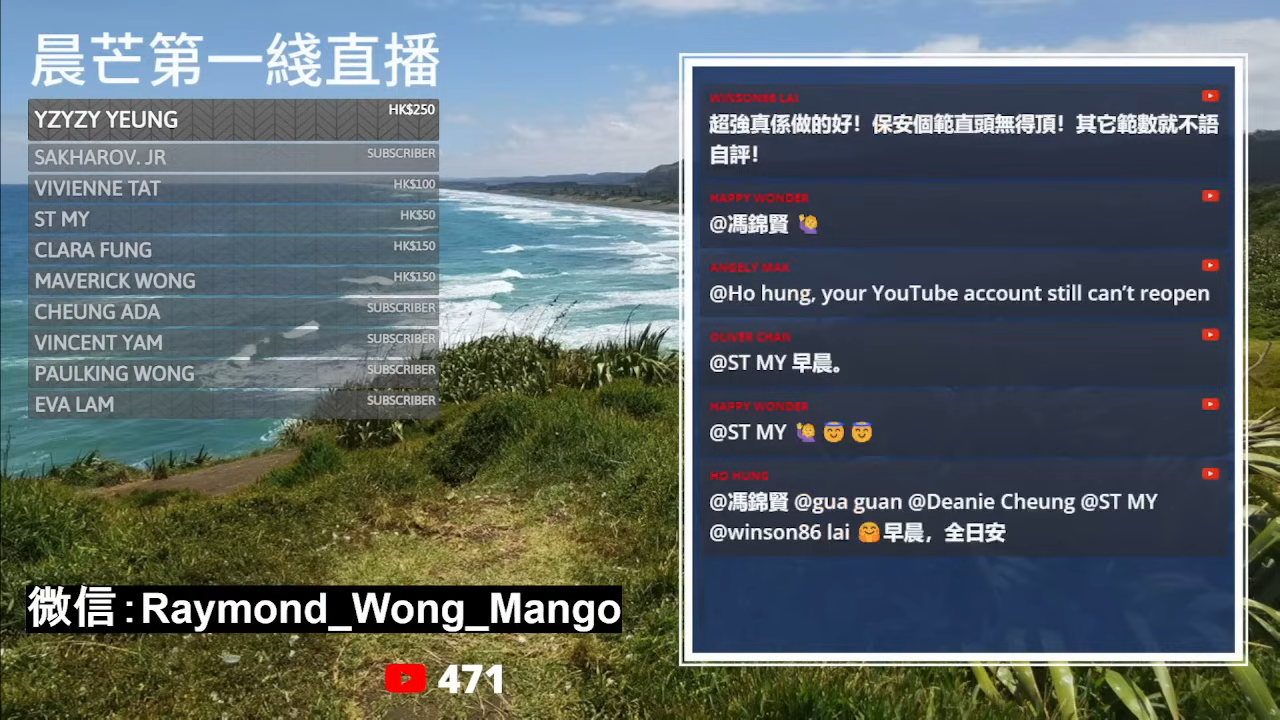 晨芒第一綫直播
YZYZY YEUNG HK$250
SAKHAROV. JR SUBSCRIBER
VIVIENNE TAT HK$100
ST MY HK$50
CLARA FUNG HK$150
MAVERICK WONG HK$150
CHEUNG ADA SUBSCRIBER
VINCENT YAM SUBSCRIBER
PAULKING WONG SUBSCRIBER
EVA LAM SUBSCRIBER
微信:Raymond_Wong_Mango
471
WINSON86 LAI
超強真係做的好！保安個範直頭無得頂！其它範數就不語
自評！
HAPPY WONDER
@馮錦賢 🙋
ANGELY MAK
@Ho hung, your YouTube account still can’t reopen
OLIVER CHAN
@ST MY 早晨。
HAPPY WONDER
@ST MY 🙋😇😇
HO HUNG
@馮錦賢 @gua guan @Deanie Cheung @ST MY
@winson86 lai 🤗早晨，全日安